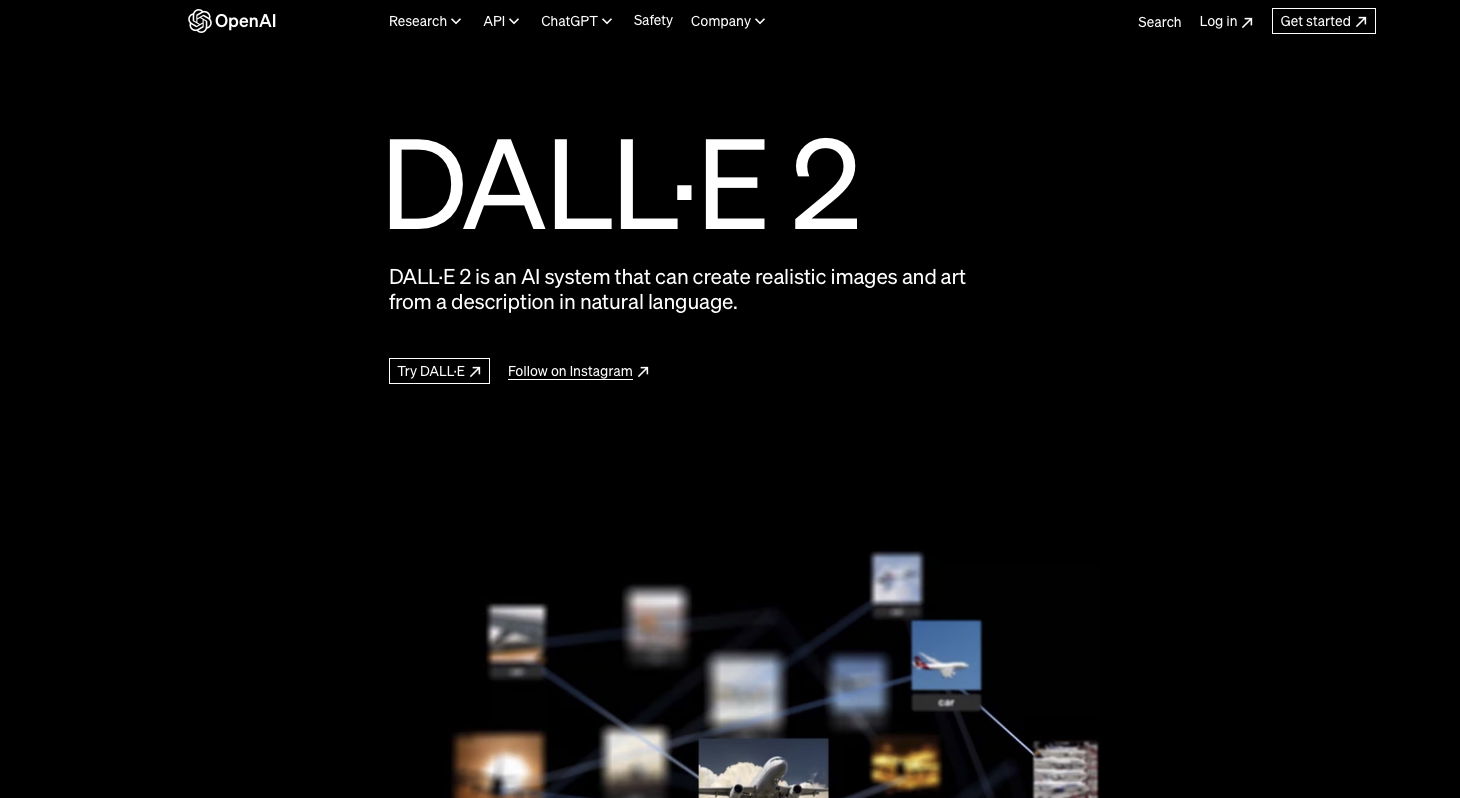 OpenAI
Research
API
ChatGPT
Safety
Company
Search
Log in
Get started
DALL·E 2
DALL·E 2 is an AI system that can create realistic images and art
from a description in natural language.
Try DALL·E
Follow on Instagram
car